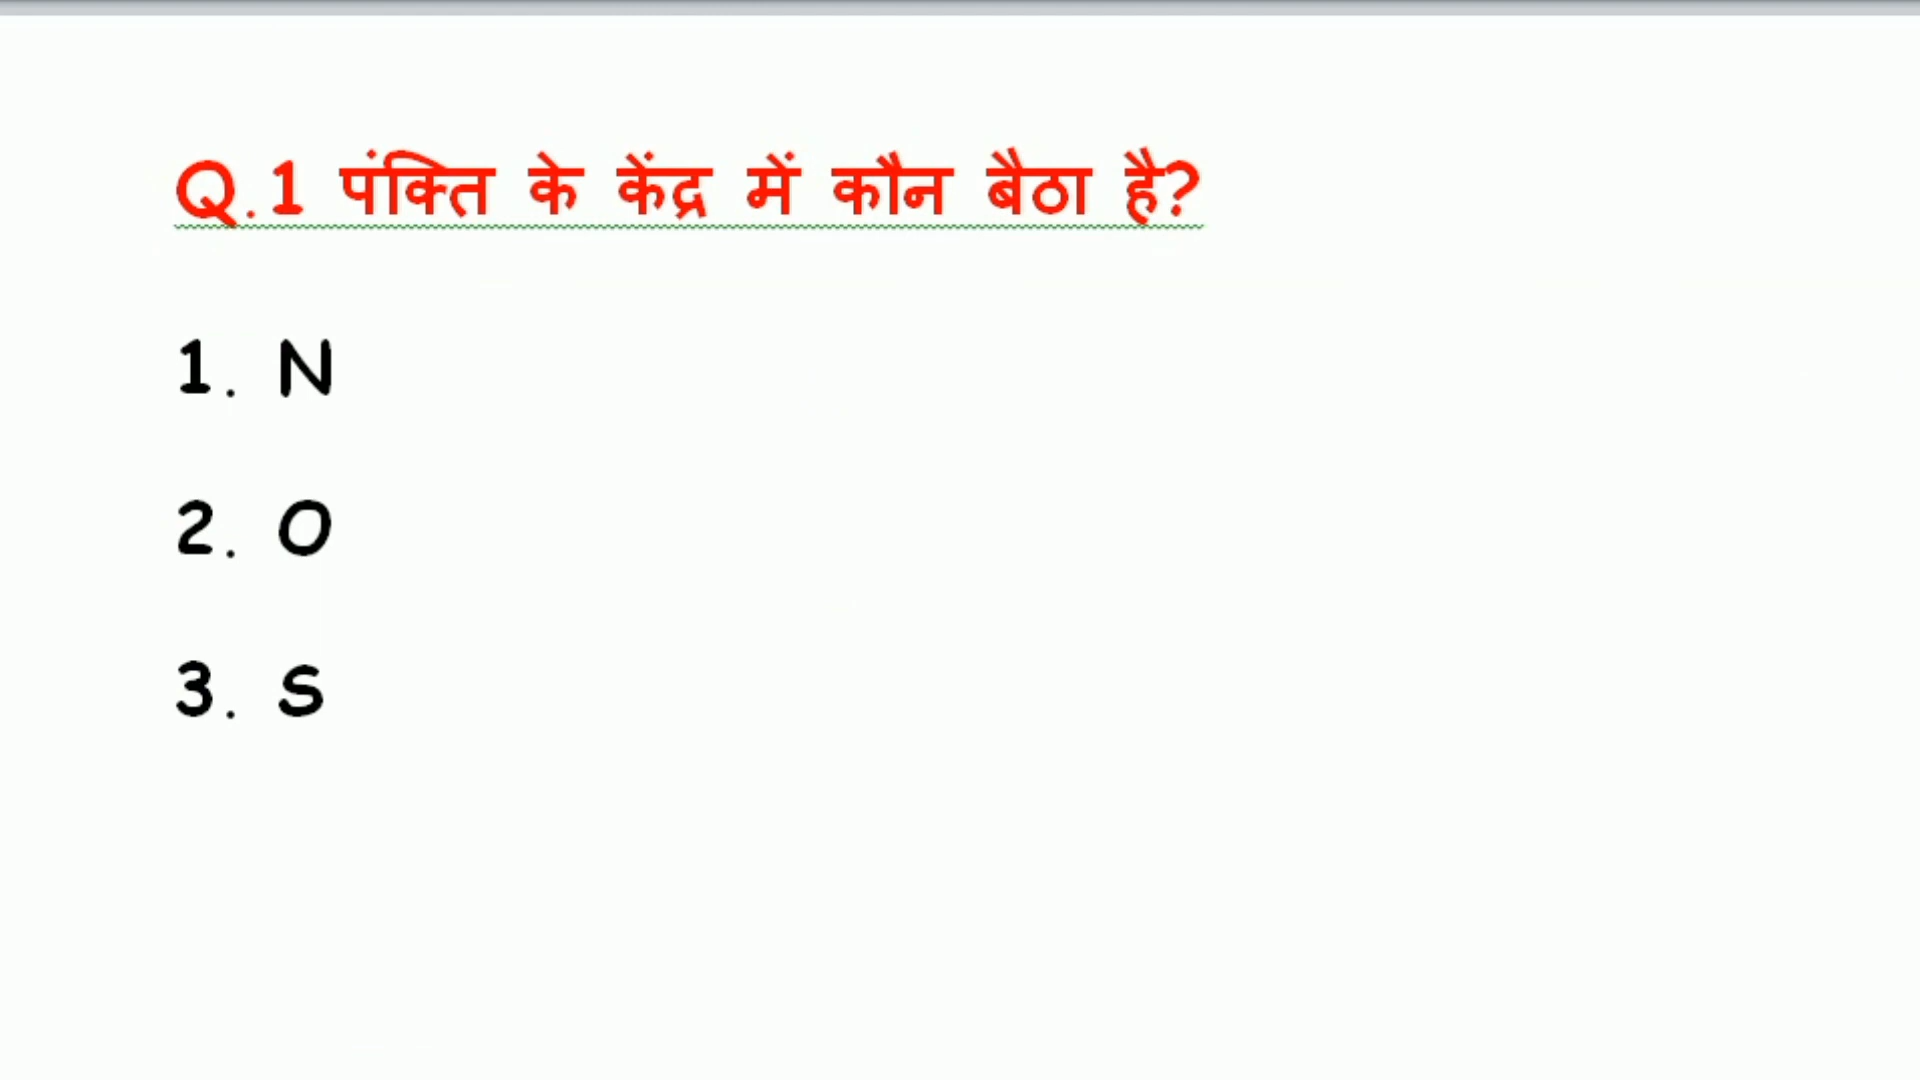 Q.1 पंक्ति के केंद्र में कौन बैठा है?
1. N
2. O
3. S